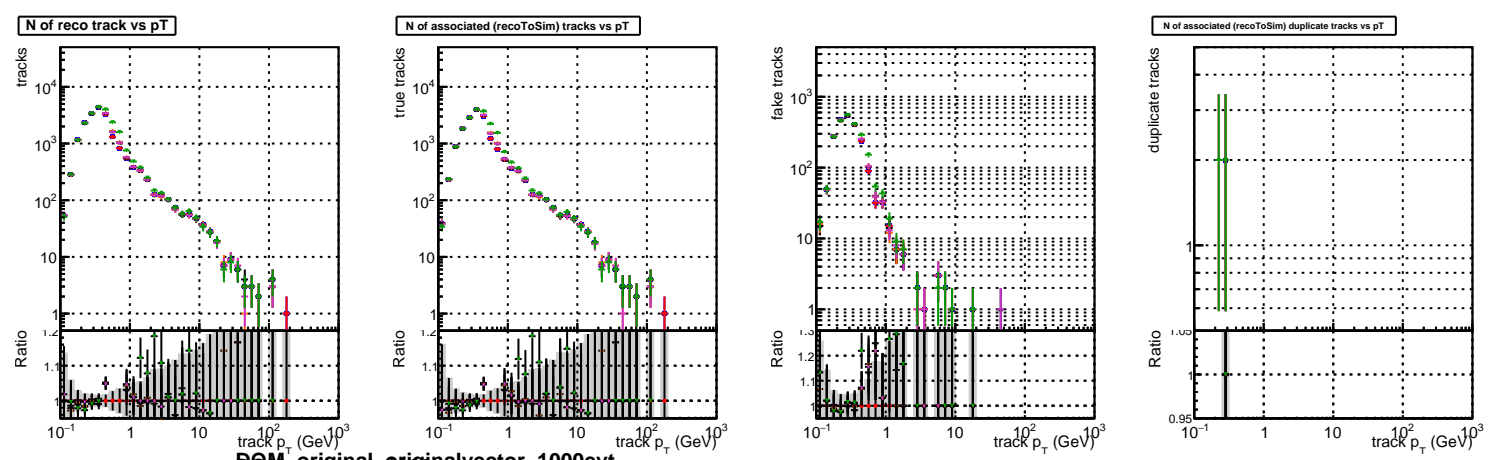 N of reco track vs pT
tracks
10^4
10^3
10^2
10
1
Ratio
1.2
1.1
1
10^-1 1 10 10^2 10^3
track p_T (GeV)
N of associated (recoToSim) tracks vs pT
true tracks
10^4
10^3
10^2
10
1
Ratio
1.2
1.1
1
10^-1 1 10 10^2 10^3
track p_T (GeV)
fake tracks
10^3
10^2
10
1
Ratio
1.3
1.2
1.1
1
10^-1 1 10 10^2 10^3
track p_T (GeV)
N of associated (recoToSim) duplicate tracks vs pT
duplicate tracks
1
Ratio
1.05
1
0.95
10^-1 1 10 10^2 10^3
track p_T (GeV)
original_originalvector_1000evt